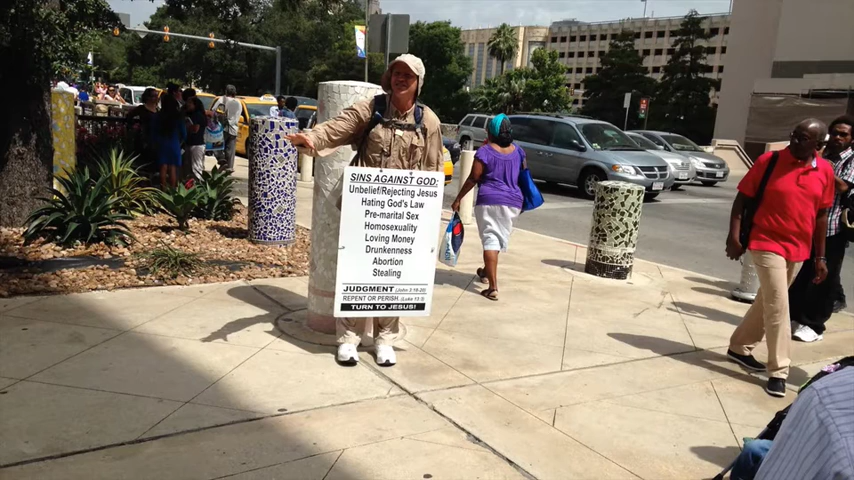 SINS AGAINST GOD:
Unbelief/Rejecting Jesus
Hating God's Law
Pre-marital Sex
Homosexuality
Loving Money
Drunkenness
Abortion
Stealing
JUDGMENT (John 3:18-20)
REPENT OR PERISH (Luke 13:3)
TURN TO JESUS!